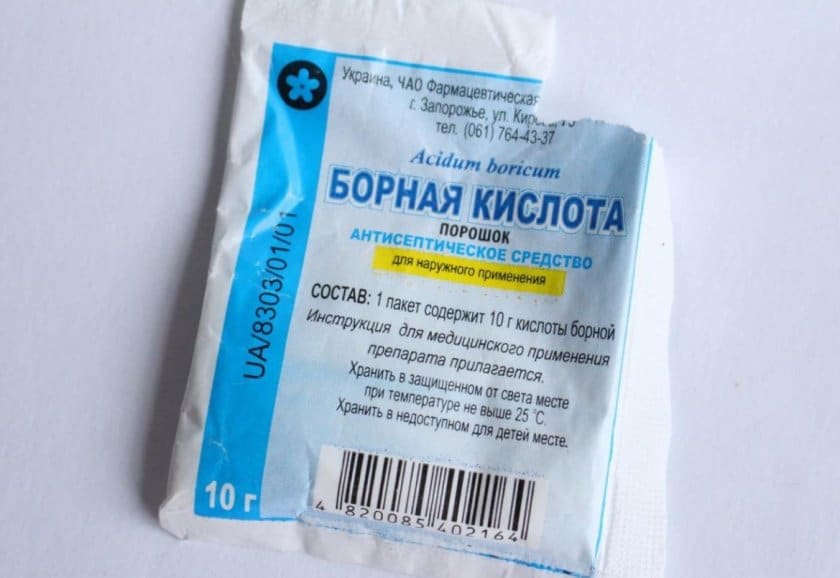 Украина, ЧАО Фармацевтическая
г. Запорожье, ул.
тел. (061) 764-43-37
Acidum boricum
БОРНАЯ КИСЛОТА
ПОРОШОК
АНТИСЕПТИЧЕСКОЕ СРЕДСТВО
для наружного применения
СОСТАВ: 1 пакет содержит 10 г кислоты борной
Инструкция для медицинского применения
препарата прилагается.
Хранить в защищенном от света месте
при температуре не выше 25 °С.
Хранить в недоступном для детей месте.
UA/8303/01/01
10 г
4 820085 402164